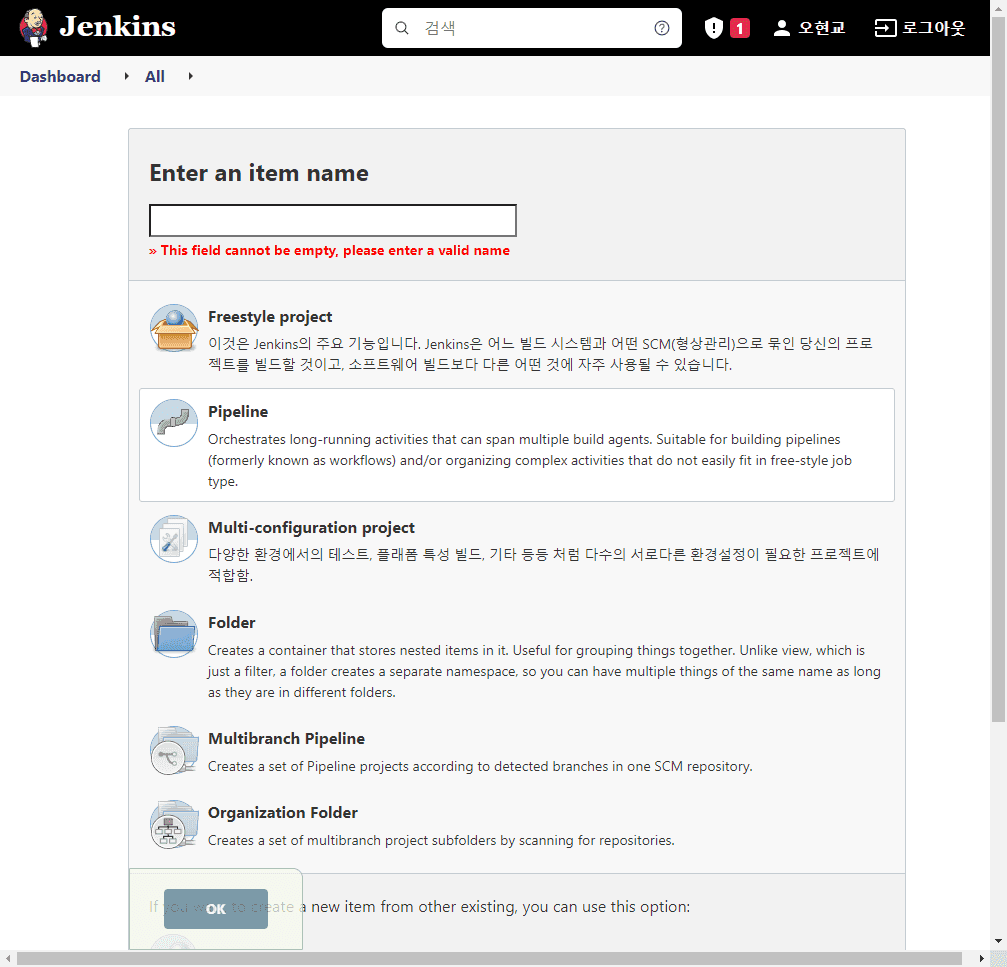 Jenkins
검색
1
오현교
로그아웃
Dashboard
All
Enter an item name
» This field cannot be empty, please enter a valid name
Freestyle project
이것은 Jenkins의 주요 기능입니다. Jenkins은 어느 빌드 시스템과 어떤 SCM(형상관리)으로 묶인 당신의 프로
젝트를 빌드할 것이고, 소프트웨어 빌드보다 다른 어떤 것에 자주 사용될 수 있습니다.
Pipeline
Orchestrates long-running activities that can span multiple build agents. Suitable for building pipelines
(formerly known as workflows) and/or organizing complex activities that do not easily fit in free-style job
type.
Multi-configuration project
다양한 환경에서의 테스트, 플래폼 특성 빌드, 기타 등등 처럼 다수의 서로다른 환경설정이 필요한 프로젝트에
적합함.
Folder
Creates a container that stores nested items in it. Useful for grouping things together. Unlike view, which is
just a filter, a folder creates a separate namespace, so you can have multiple things of the same name as long
as they are in different folders.
Multibranch Pipeline
Creates a set of Pipeline projects according to detected branches in one SCM repository.
Organization Folder
Creates a set of multibranch project subfolders by scanning for repositories.
If you want to create a new item from other existing, you can use this option:
OK